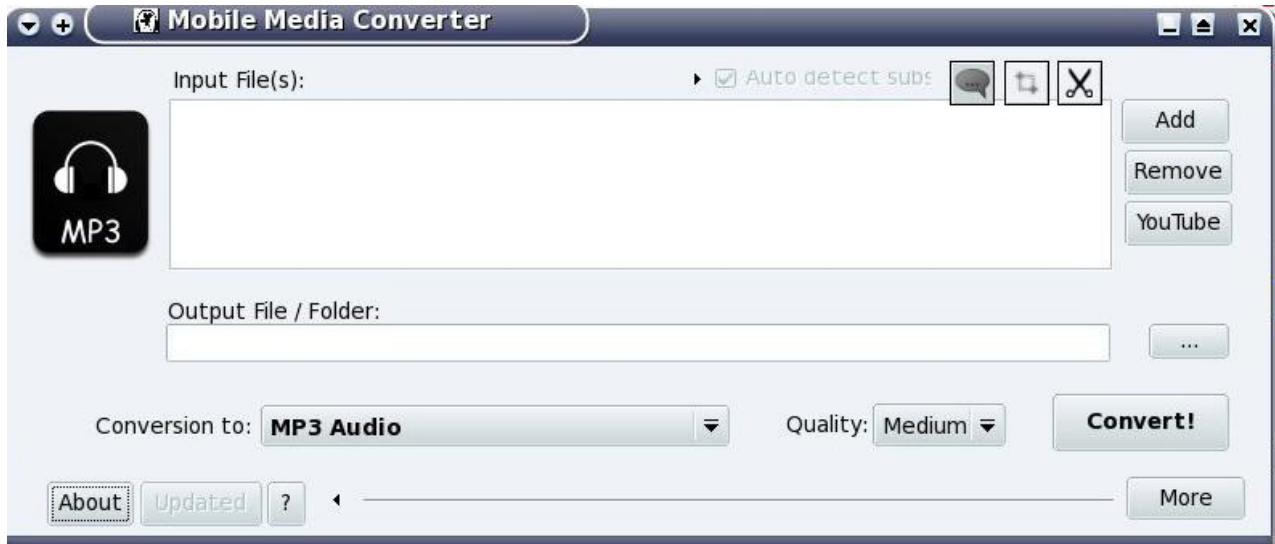 Mobile Media Converter
Input File(s):
Auto detect subs
Add
MP3
Remove
YouTube
Output File / Folder:
...
Conversion to: MP3 Audio Quality: Medium Convert!
About Updated ? More